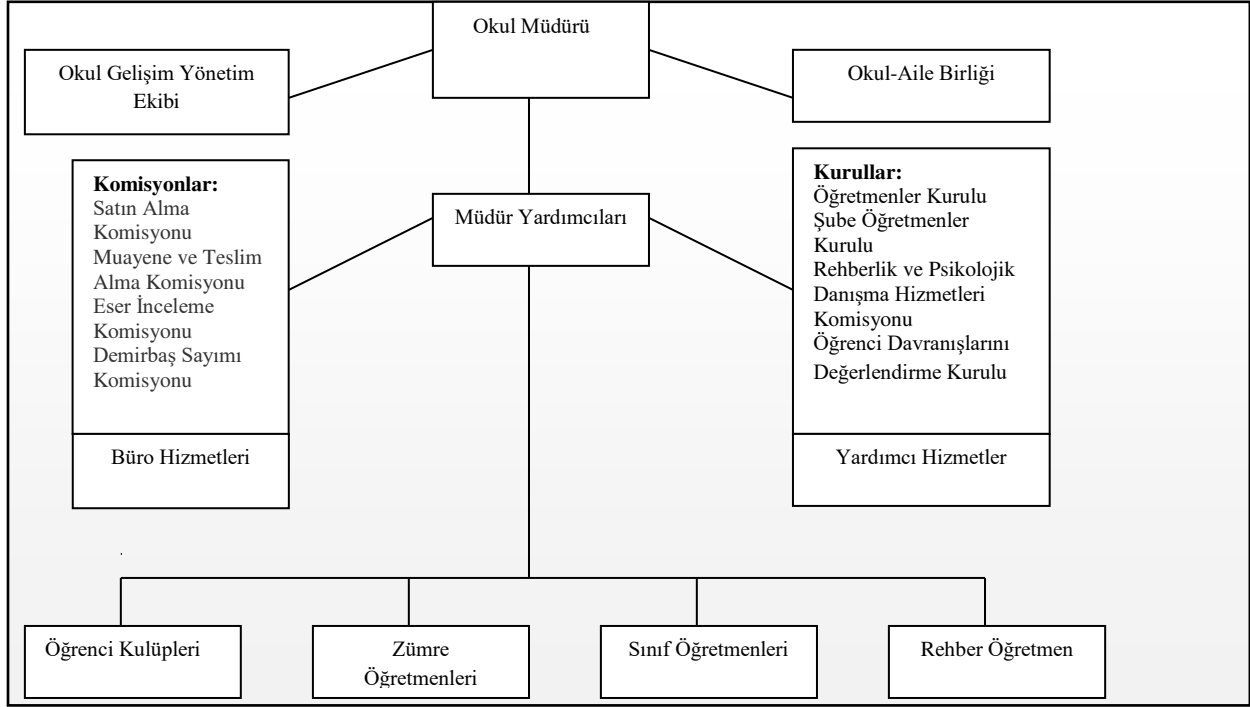 Okul Müdürü
Okul Gelişim Yönetim
Ekibi
Okul-Aile Birliği
Komisyonlar:
Satın Alma
Komisyonu
Muayene ve Teslim
Alma Komisyonu
Eser İnceleme
Komisyonu
Demirbaş Sayımı
Komisyonu
Müdür Yardımcıları
Kurullar:
Öğretmenler Kurulu
Şube Öğretmenler
Kurulu
Rehberlik ve Psikolojik
Danışma Hizmetleri
Komisyonu
Öğrenci Davranışlarını
Değerlendirme Kurulu
Büro Hizmetleri
Yardımcı Hizmetler
Öğrenci Kulüpleri
Zümre
Öğretmenleri
Sınıf Öğretmenleri
Rehber Öğretmen